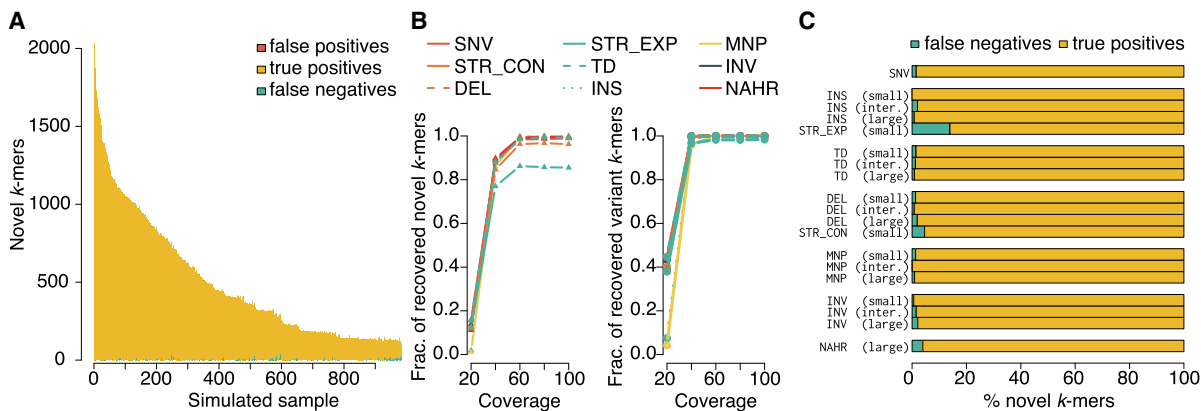 A
false positives
true positives
false negatives
Novel k-mers
2000
1500
1000
500
0
0
200
400
600
800
Simulated sample
B
SNV
STR_EXP
MNP
STR_CON
TD
INV
DEL
INS
NAHR
Frac. of recovered novel k-mers
1.0
0.8
0.6
0.4
0.2
0.0
20
60
100
Coverage
Frac. of recovered variant k-mers
1.0
0.8
0.6
0.4
0.2
0.0
20
60
100
Coverage
C
false negatives
true positives
SNV
INS (small)
INS (inter.)
INS (large)
STR_EXP (small)
TD (small)
TD (inter.)
TD (large)
DEL (small)
DEL (inter.)
DEL (large)
STR_CON (small)
MNP (small)
MNP (inter.)
MNP (large)
INV (small)
INV (inter.)
INV (large)
NAHR (large)
0
20
40
60
80
100
% novel k-mers